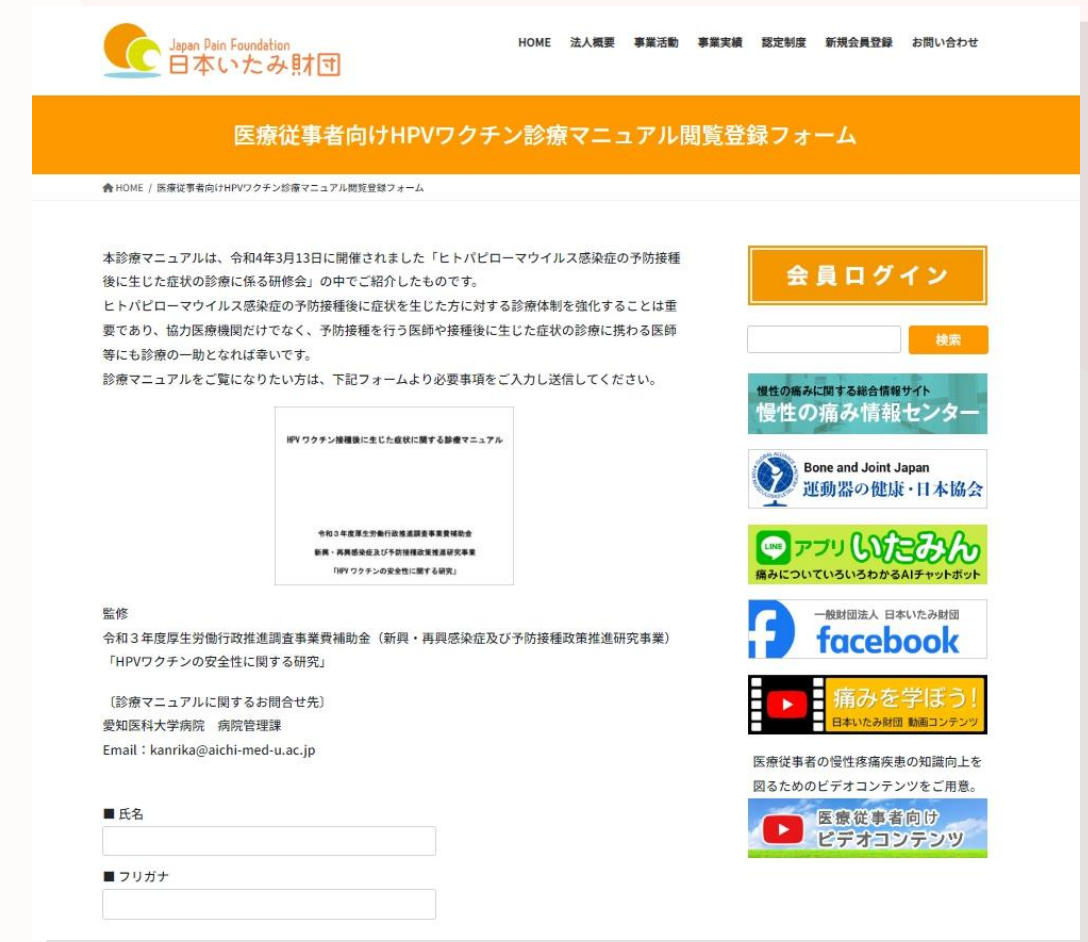 Japan Pain Foundation
日本いたみ財団
HOME 法人概要 事業活動 事業実績 認定制度 新規会員登録 お問い合わせ
医療従事者向けHPVワクチン診療マニュアル閲覧登録フォーム
HOME / 医療従事者向けHPVワクチン診療マニュアル閲覧登録フォーム
本診療マニュアルは、令和4年3月13日に開催されました「ヒトパピローマウイルス感染症の予防接種
後に生じた症状の診療に係る研修会」の中でご紹介したものです。
ヒトパピローマウイルス感染症の予防接種後に症状を生じた方に対する診療体制を強化することは重
要であり、協力医療機関だけでなく、予防接種を行う医師や接種後に生じた症状の診療に携わる医師
等にも診療の一助となれば幸いです。
診療マニュアルをご覧になりたい方は、下記フォームより必要事項をご入力し送信してください。
HPV ワクチン接種後に生じた症状に関する診療マニュアル
令和３年度厚生労働行政推進調査事業費補助金
新興・再興感染症及び予防接種政策推進研究事業
「HPV ワクチンの安全性に関する研究」
監修
令和３年度厚生労働行政推進調査事業費補助金（新興・再興感染症及び予防接種政策推進研究事業）
「HPVワクチンの安全性に関する研究」
〔診療マニュアルに関するお問合せ先〕
愛知医科大学病院　病院管理課
Email：kanrika@aichi-med-u.ac.jp
■ 氏名
■ フリガナ
会員ログイン
検索
慢性の痛みに関する総合情報サイト
慢性の痛み情報センター
Bone and Joint Japan
運動器の健康・日本協会
LINE アプリ いたみん
痛みについていろいろわかるAIチャットボット
一般財団法人 日本いたみ財団
facebook
痛みを学ぼう!
日本いたみ財団 動画コンテンツ
医療従事者の慢性疼痛疾患の知識向上を
図るためのビデオコンテンツをご用意。
医療従事者向け
ビデオコンテンツ